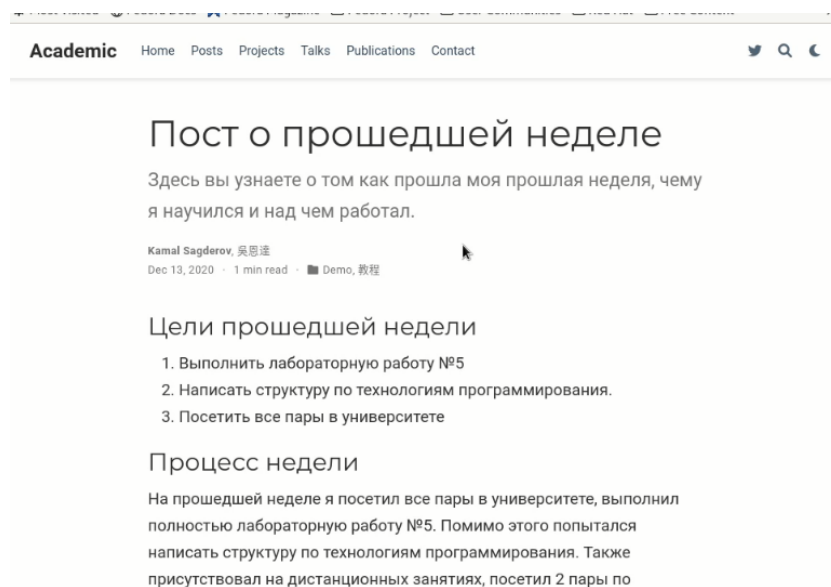 Academic Home Posts Projects Talks Publications Contact
Пост о прошедшей неделе
Здесь вы узнаете о том как прошла моя прошлая неделя, чему
я научился и над чем работал.
Kamal Sagderov, 吳恩達
Dec 13, 2020 · 1 min read · Demo, 教程
Цели прошедшей недели
1. Выполнить лабораторную работу №5
2. Написать структуру по технологиям программирования.
3. Посетить все пары в университете
Процесс недели
На прошедшей неделе я посетил все пары в университете, выполнил
полностью лабораторную работу №5. Помимо этого попытался
написать структуру по технологиям программирования. Также
присутствовал на дистанционных занятиях, посетил 2 пары по